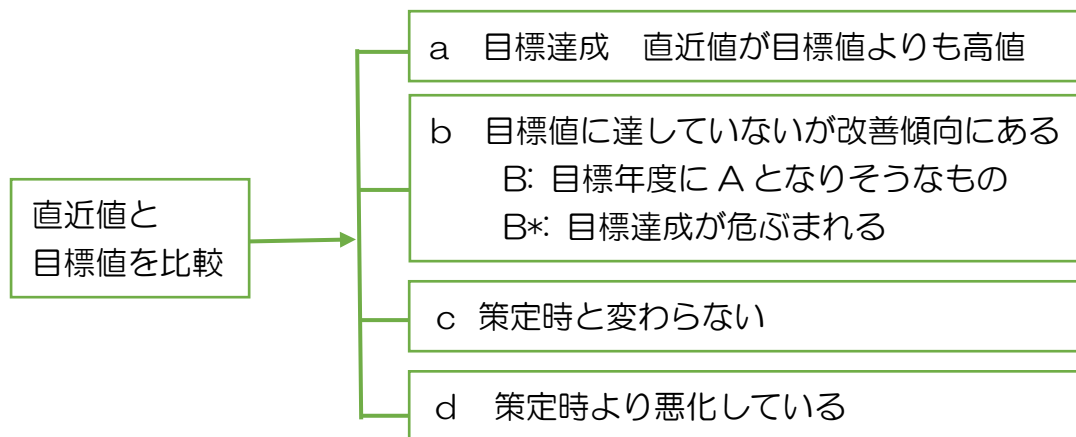 直近値と
目標値を比較
a　目標達成　直近値が目標値よりも高値
b　目標値に達していないが改善傾向にある
B: 目標年度に A となりそうなもの
B*: 目標達成が危ぶまれる
c 策定時と変わらない
d　策定時より悪化している